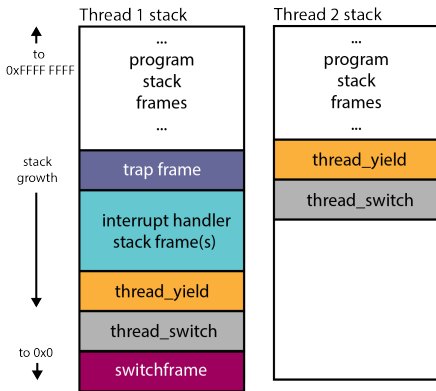 Thread 1 stack
Thread 2 stack
to
0xFFFF FFFF
...
program
stack
frames
...
...
program
stack
frames
...
stack
growth
trap frame
interrupt handler
stack frame(s)
thread_yield
thread_switch
switchframe
thread_yield
thread_switch
to 0x0